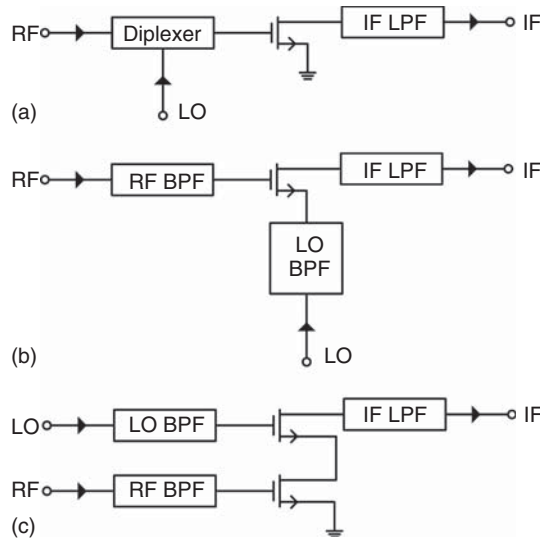 RF Diplexer IF LPF IF
LO
(a)
RF RF BPF IF LPF IF
LO
BPF
LO
(b)
LO LO BPF IF LPF IF
RF RF BPF
(c)